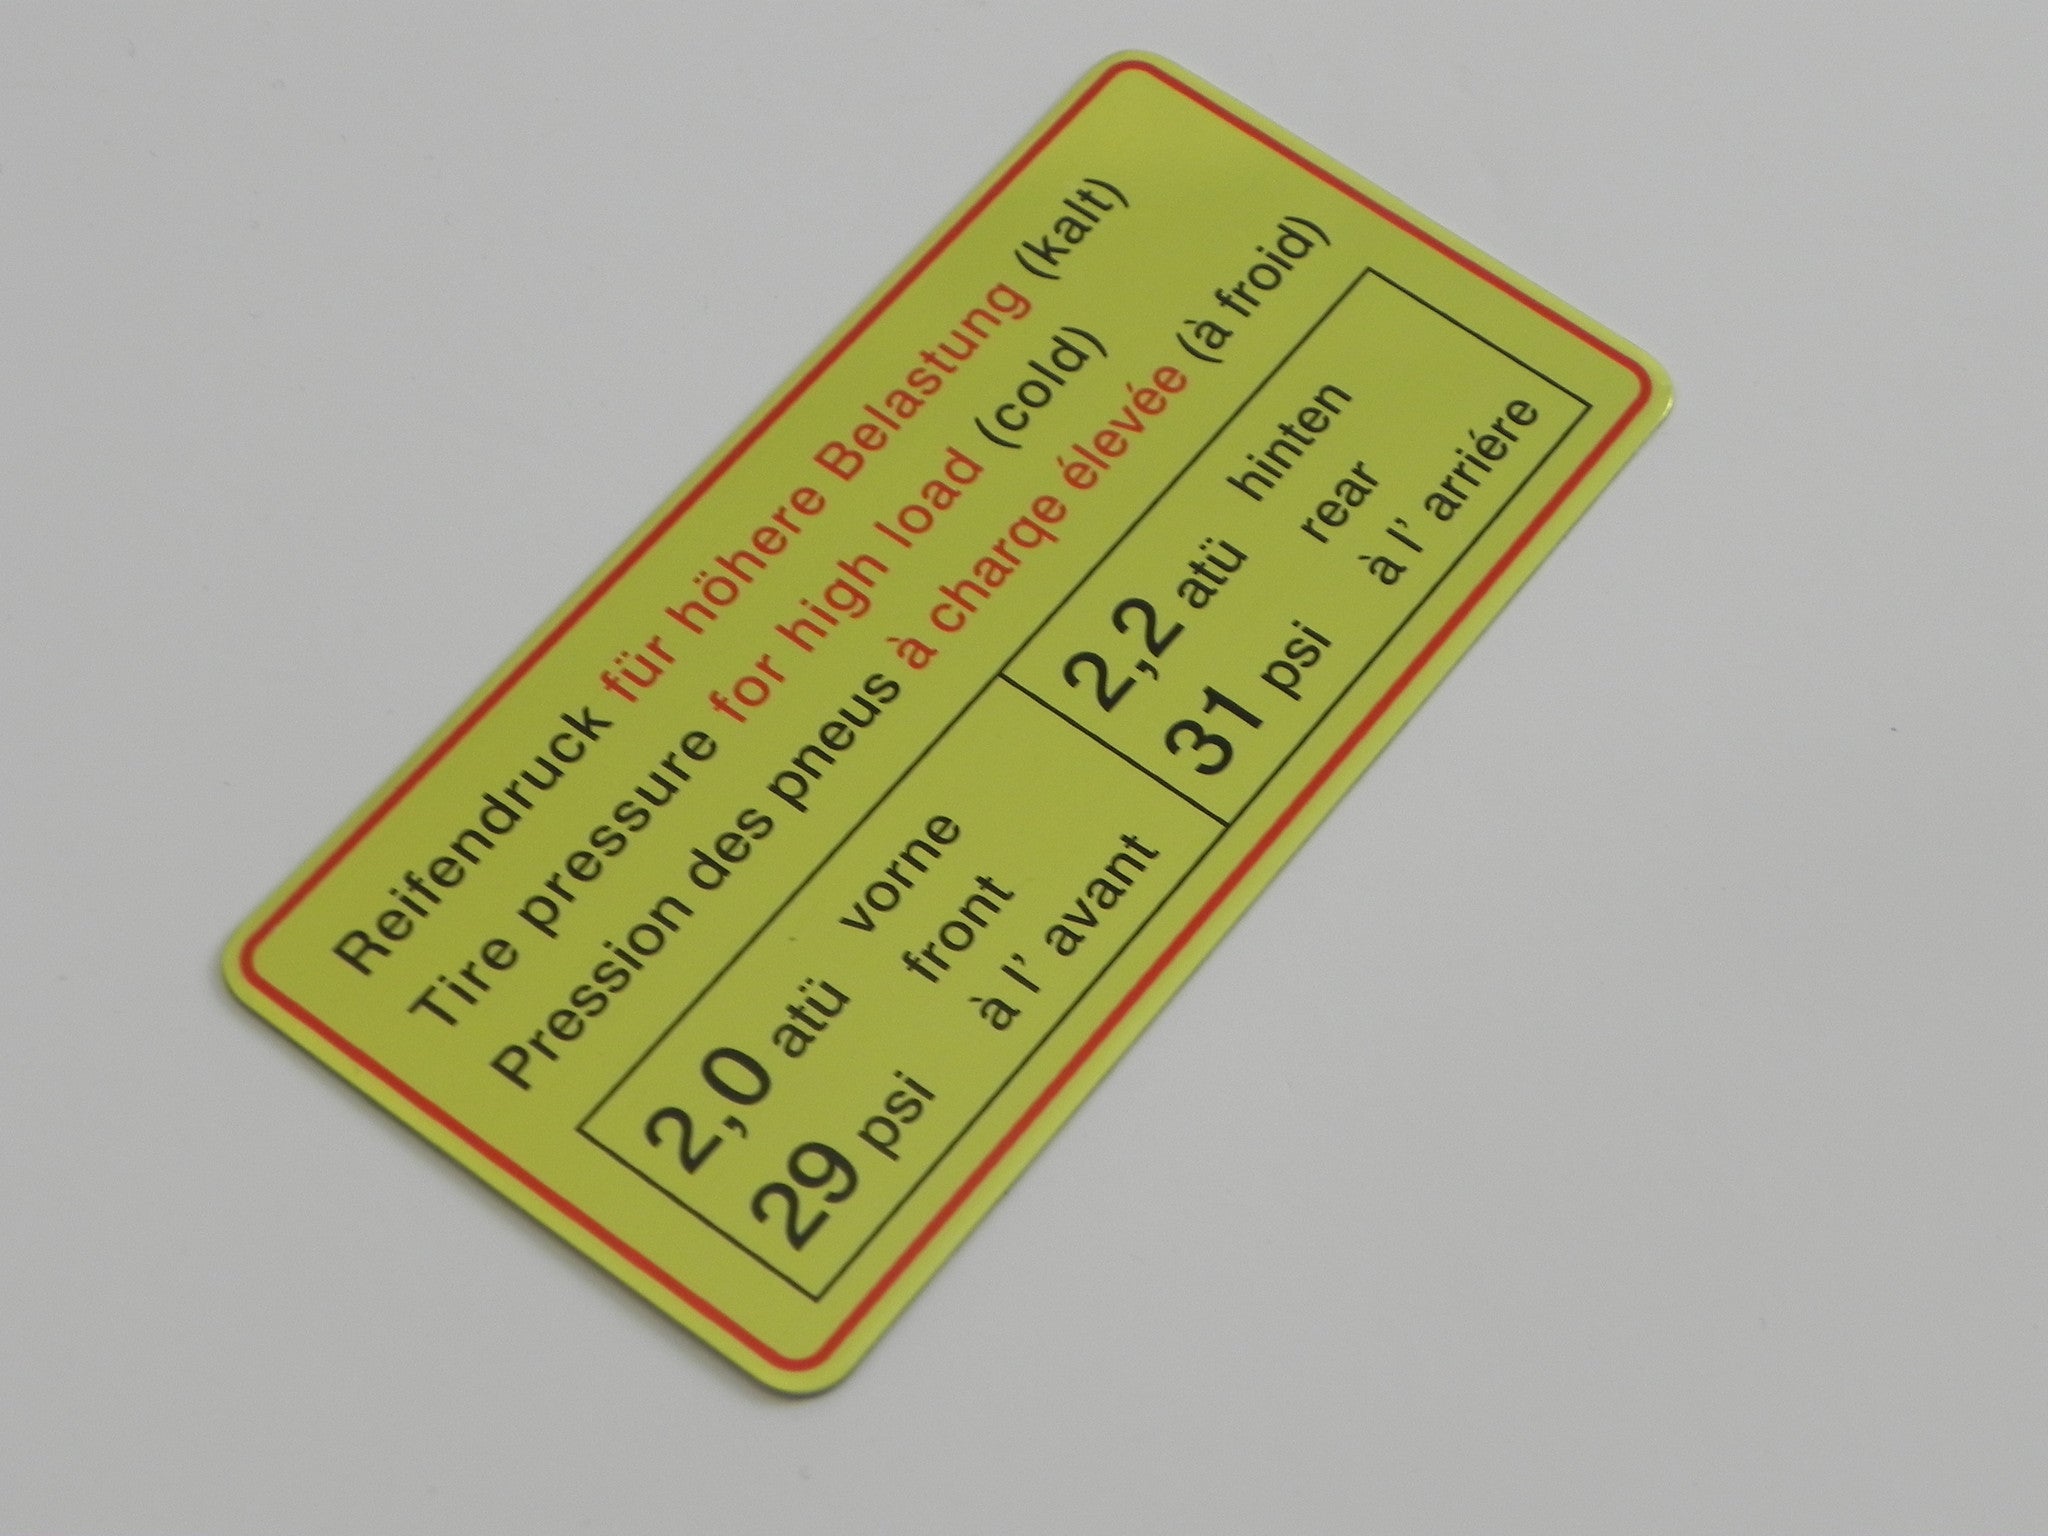 Reifendruck für höhere Belastung (kalt)
Tire pressure for high load (cold)
Pression des pneus à charqe élevée (à froid)
2,0 atü vorne
29 psi front
à l' avant
2,2 atü hinten
31 psi rear
à l' arriére